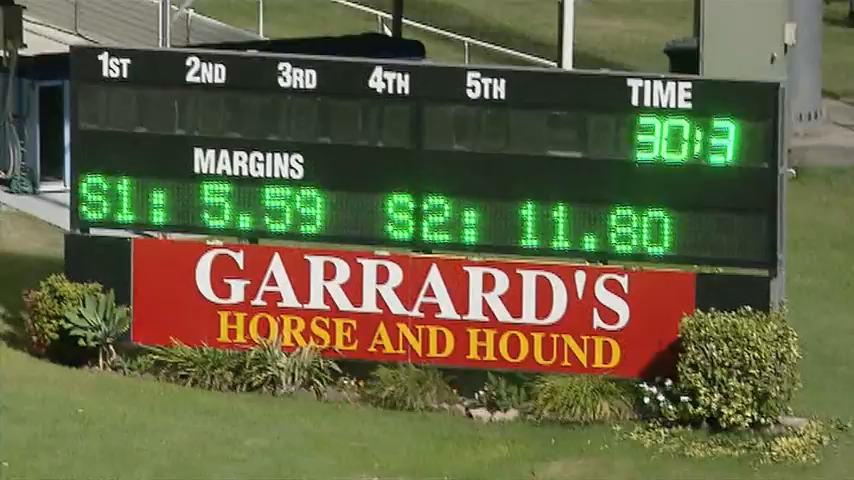 1ST 2ND 3RD 4TH 5TH TIME
30:3
MARGINS
S1: 5.59 S2: 11.80
GARRARD'S
HORSE AND HOUND